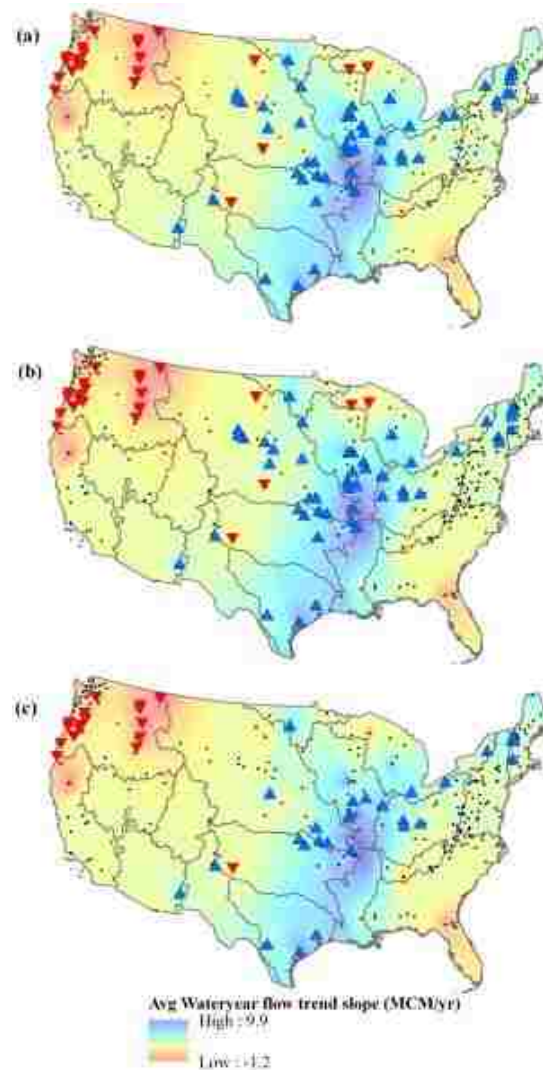 (a)
(b)
(c)
Avg Wateryear flow trend slope (MCM/yr)
High : 9.9
Low : -1.2